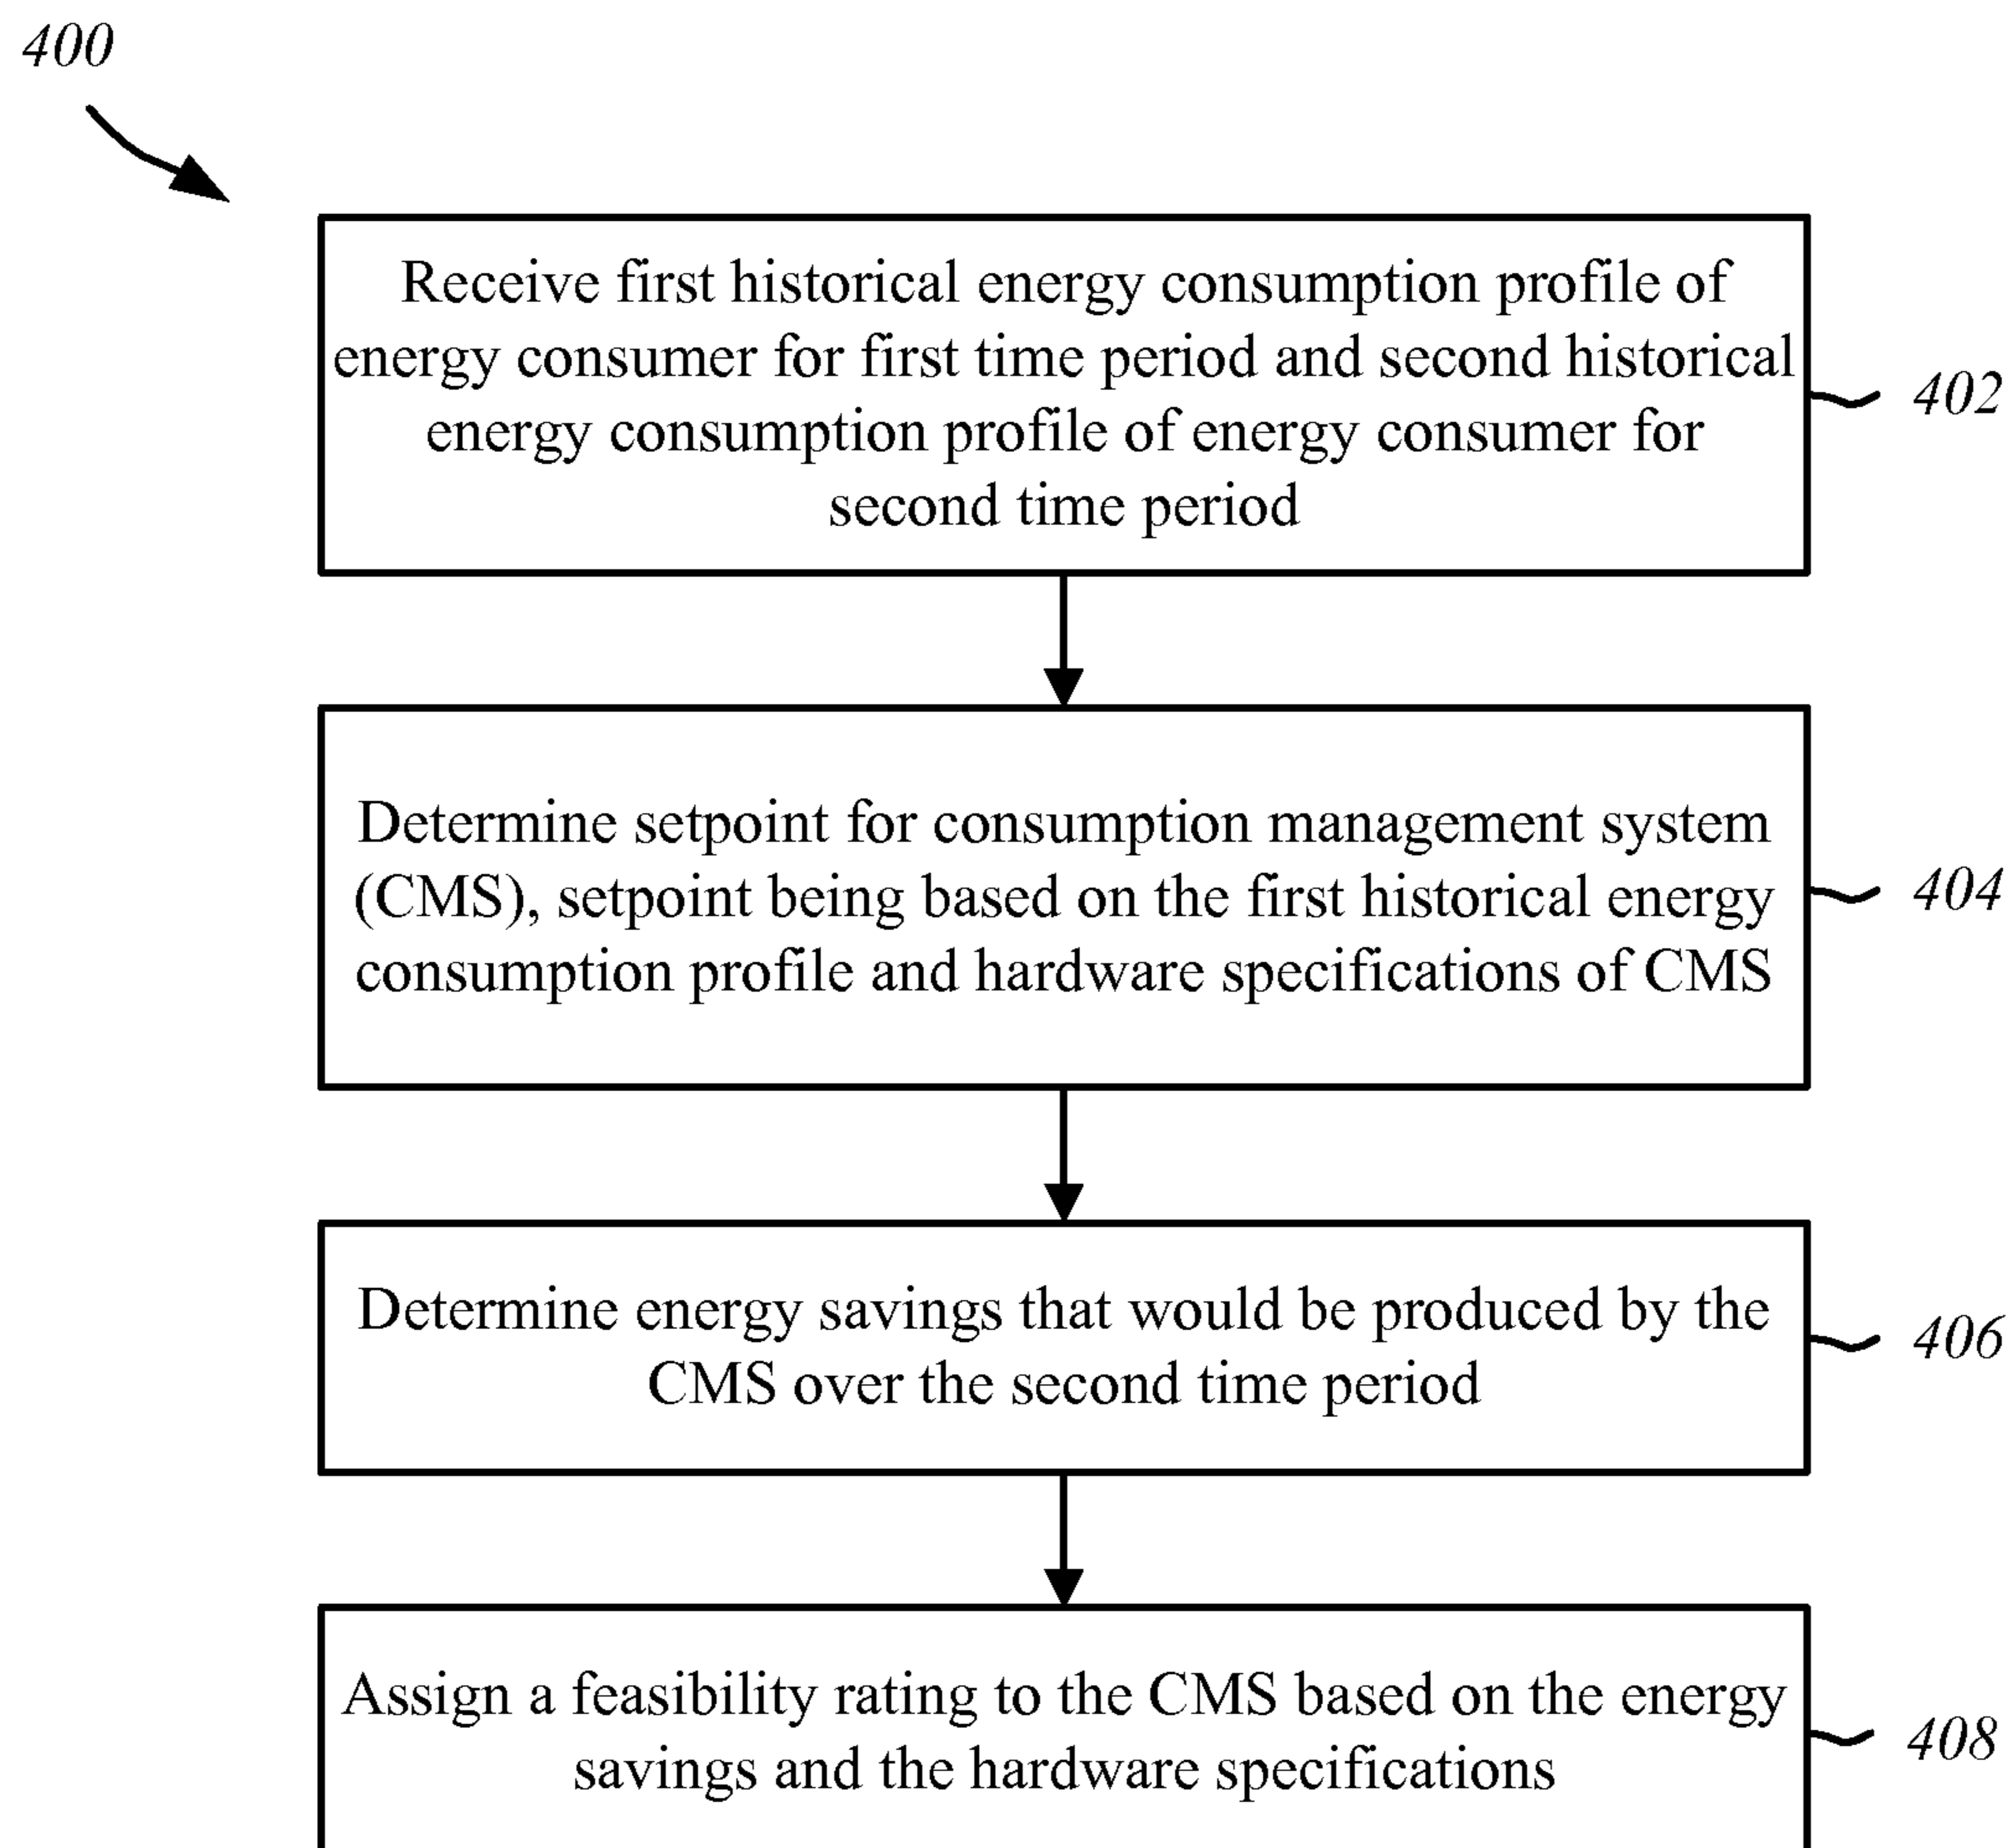 400
Receive first historical energy consumption profile of
energy consumer for first time period and second historical
energy consumption profile of energy consumer for
second time period
402
Determine setpoint for consumption management system
(CMS), setpoint being based on the first historical energy
consumption profile and hardware specifications of CMS
404
Determine energy savings that would be produced by the
CMS over the second time period
406
Assign a feasibility rating to the CMS based on the energy
savings and the hardware specifications
408